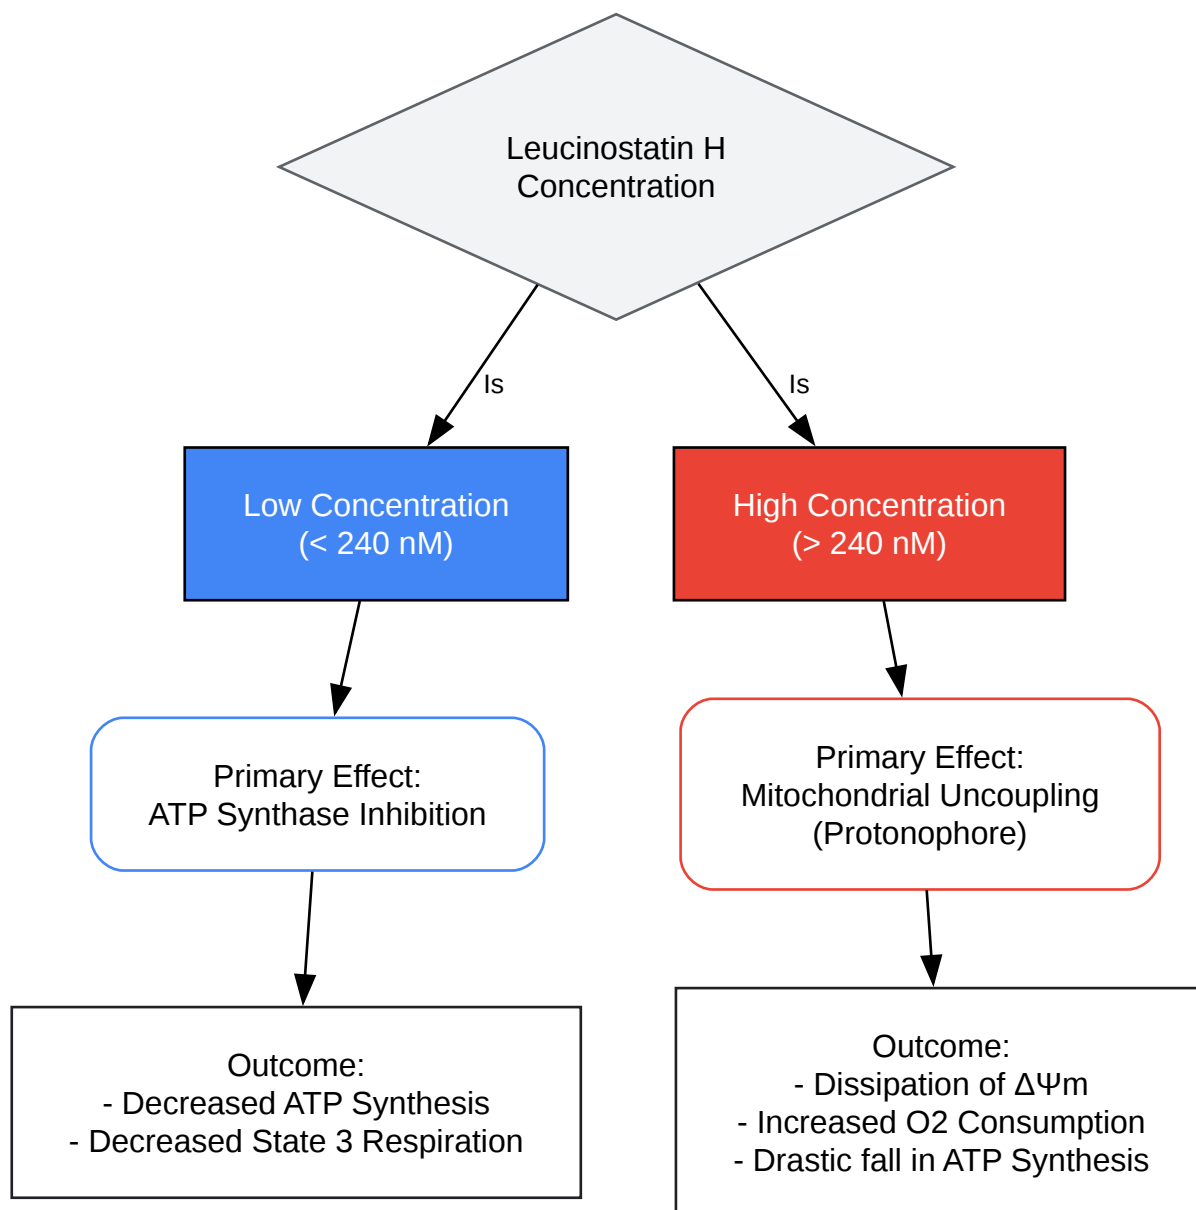 Leucinostatin H
Concentration
Is
Is
Low Concentration
(< 240 nM)
High Concentration
(> 240 nM)
Primary Effect:
ATP Synthase Inhibition
Primary Effect:
Mitochondrial Uncoupling
(Protonophore)
Outcome:
- Decreased ATP Synthesis
- Decreased State 3 Respiration
Outcome:
- Dissipation of ΔΨm
- Increased O2 Consumption
- Drastic fall in ATP Synthesis